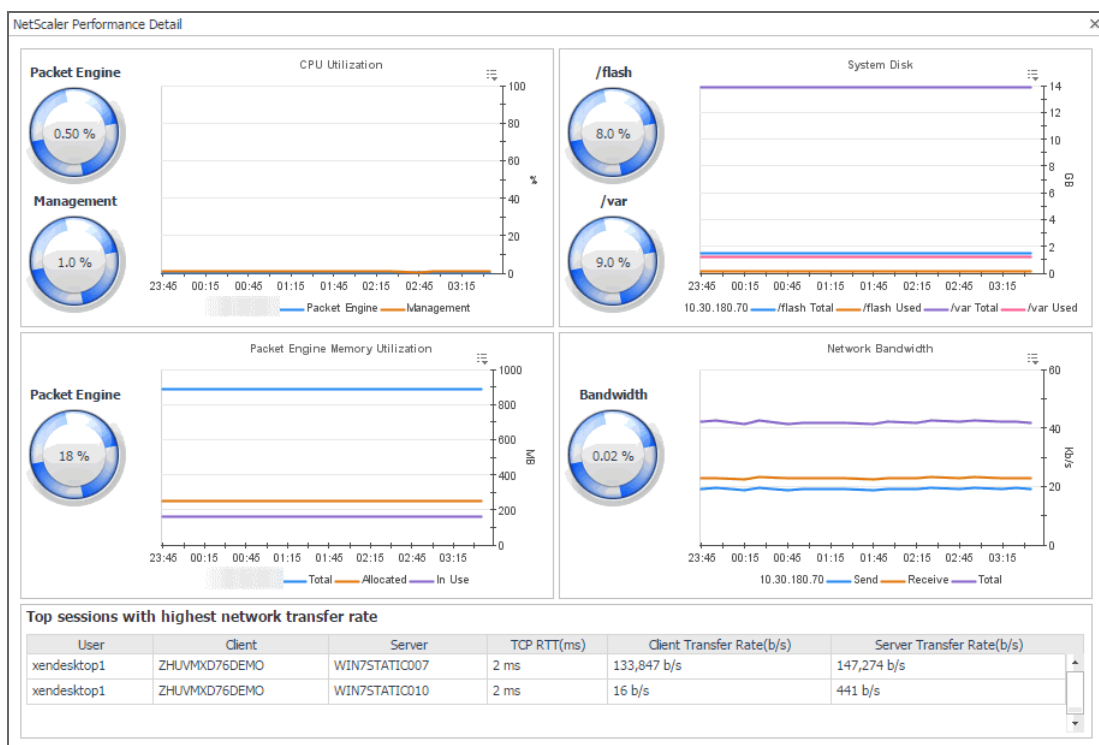 NetScaler Performance Detail
Packet Engine
0.50 %
Management
1.0 %
CPU Utilization
100
80
60
40
20
0
%
23:45 00:15 00:45 01:15 01:45 02:15 02:45 03:15
Packet Engine Management
/flash
8.0 %
/var
9.0 %
System Disk
14
12
10
8
6
4
2
0
GB
23:45 00:15 00:45 01:15 01:45 02:15 02:45 03:15
10.30.180.70 /flash Total /flash Used /var Total /var Used
Packet Engine
18 %
Packet Engine Memory Utilization
1000
800
600
400
200
0
MB
23:45 00:15 00:45 01:15 01:45 02:15 02:45 03:15
Total Allocated In Use
Bandwidth
0.02 %
Network Bandwidth
60
40
20
0
Kb/s
23:45 00:15 00:45 01:15 01:45 02:15 02:45 03:15
10.30.180.70 Send Receive Total
Top sessions with highest network transfer rate
User Client Server TCP RTT(ms) Client Transfer Rate(b/s) Server Transfer Rate(b/s)
xendesktop1 ZHUVMXD76DEMO WIN7STATIC007 2 ms 133,847 b/s 147,274 b/s
xendesktop1 ZHUVMXD76DEMO WIN7STATIC010 2 ms 16 b/s 441 b/s